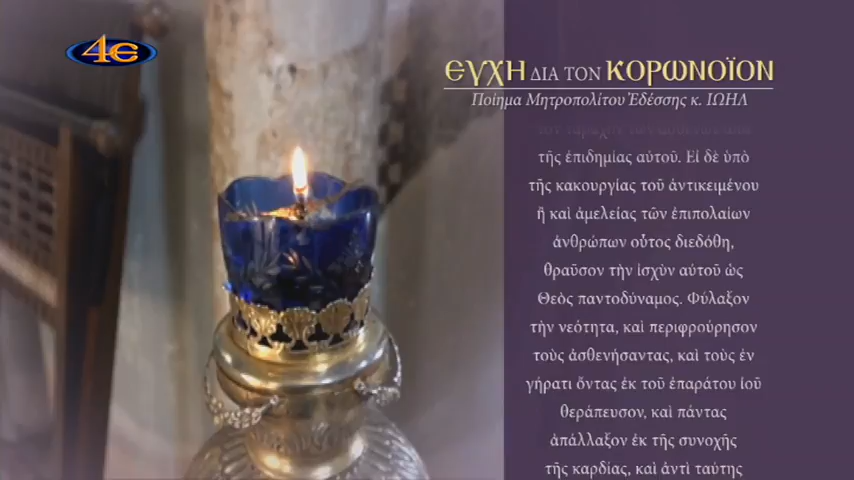 4Ε
ΕΥΧΗ ΔΙΑ ΤΟΝ ΚΟΡΩΝΟΪΟΝ
Ποίημα Μητροπολίτου Ἐδέσσης κ. ΙΩΗΛ
τῆς ἐπιδημίας αὐτοῦ. Εἰ δὲ ὑπὸ
τῆς κακουργίας τοῦ ἀντικειμένου
ἢ καὶ ἀμελείας τῶν ἐπιπολαίων
ἀνθρώπων οὗτος διεδόθη,
θραῦσον τὴν ἰσχὺν αὐτοῦ ὡς
Θεὸς παντοδύναμος. Φύλαξον
τὴν νεότητα, καὶ περιφρούρησον
τοὺς ἀσθενήσαντας, καὶ τοὺς ἐν
γήρατι ὄντας ἐκ τοῦ ἐπαράτου ἰοῦ
θεράπευσον, καὶ πάντας
ἀπάλλαξον ἐκ τῆς συνοχῆς
τῆς καρδίας, καὶ ἀντὶ ταύτης